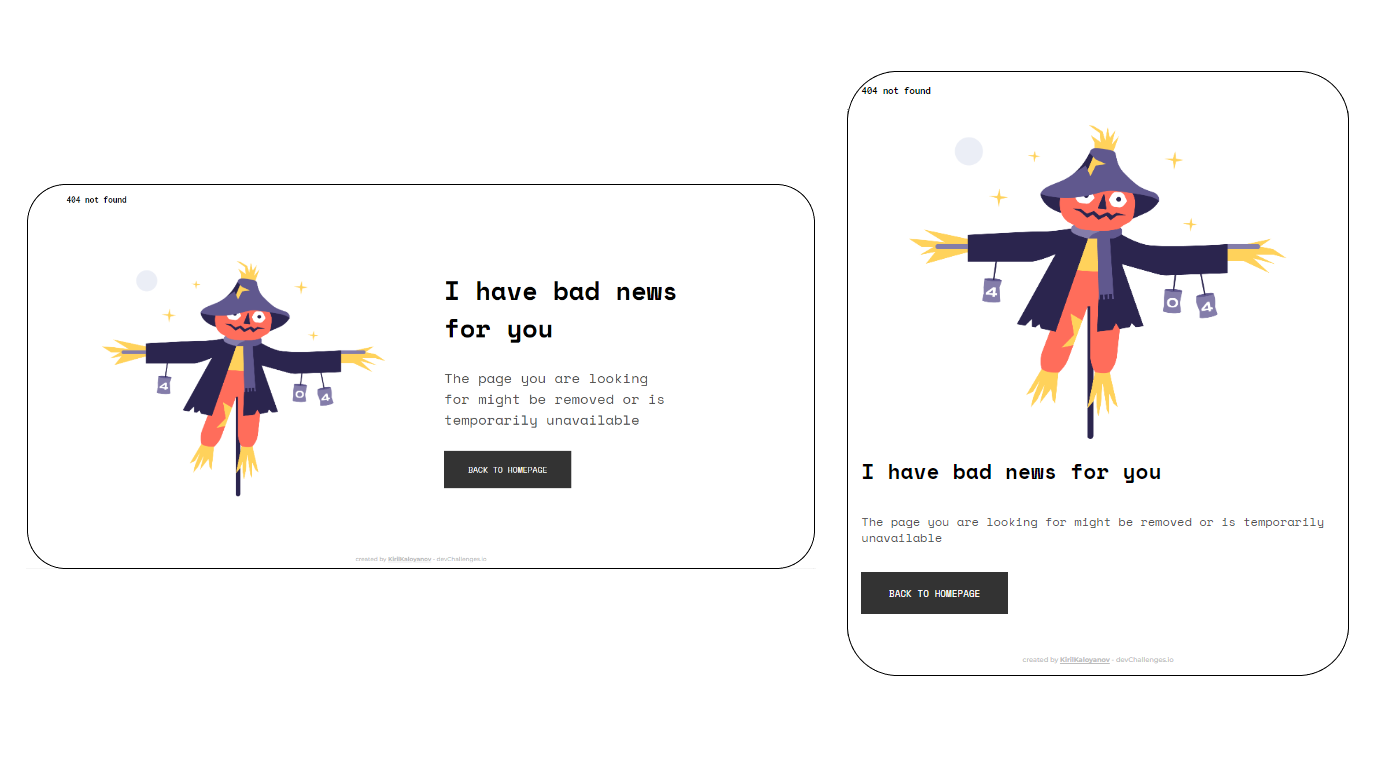 404 not found
I have bad news
for you
4
0
4
The page you are looking
for might be removed or is
temporarily unavailable
BACK TO HOMEPAGE
created by KirilKaloyanov - devChallenges.io
404 not found
4
0
4
I have bad news for you
The page you are looking for might be removed or is temporarily
unavailable
BACK TO HOMEPAGE
created by KirilKaloyanov - devChallenges.io